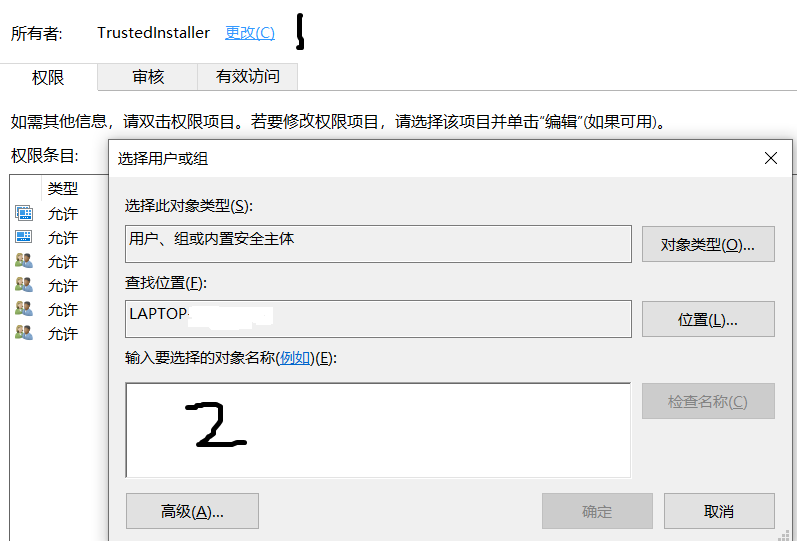 所有者: TrustedInstaller 更改(C) 1
权限 审核 有效访问
如需其他信息，请双击权限项目。若要修改权限项目，请选择该项目并单击“编辑”(如果可用)。
权限条目:
类型
允许
允许
允许
允许
允许
允许
选择用户或组
选择此对象类型(S):
用户、组或内置安全主体 对象类型(O)...
查找位置(F):
LAPTOP- 位置(L)...
输入要选择的对象名称(例如)(E):
2 检查名称(C)
高级(A)... 确定 取消